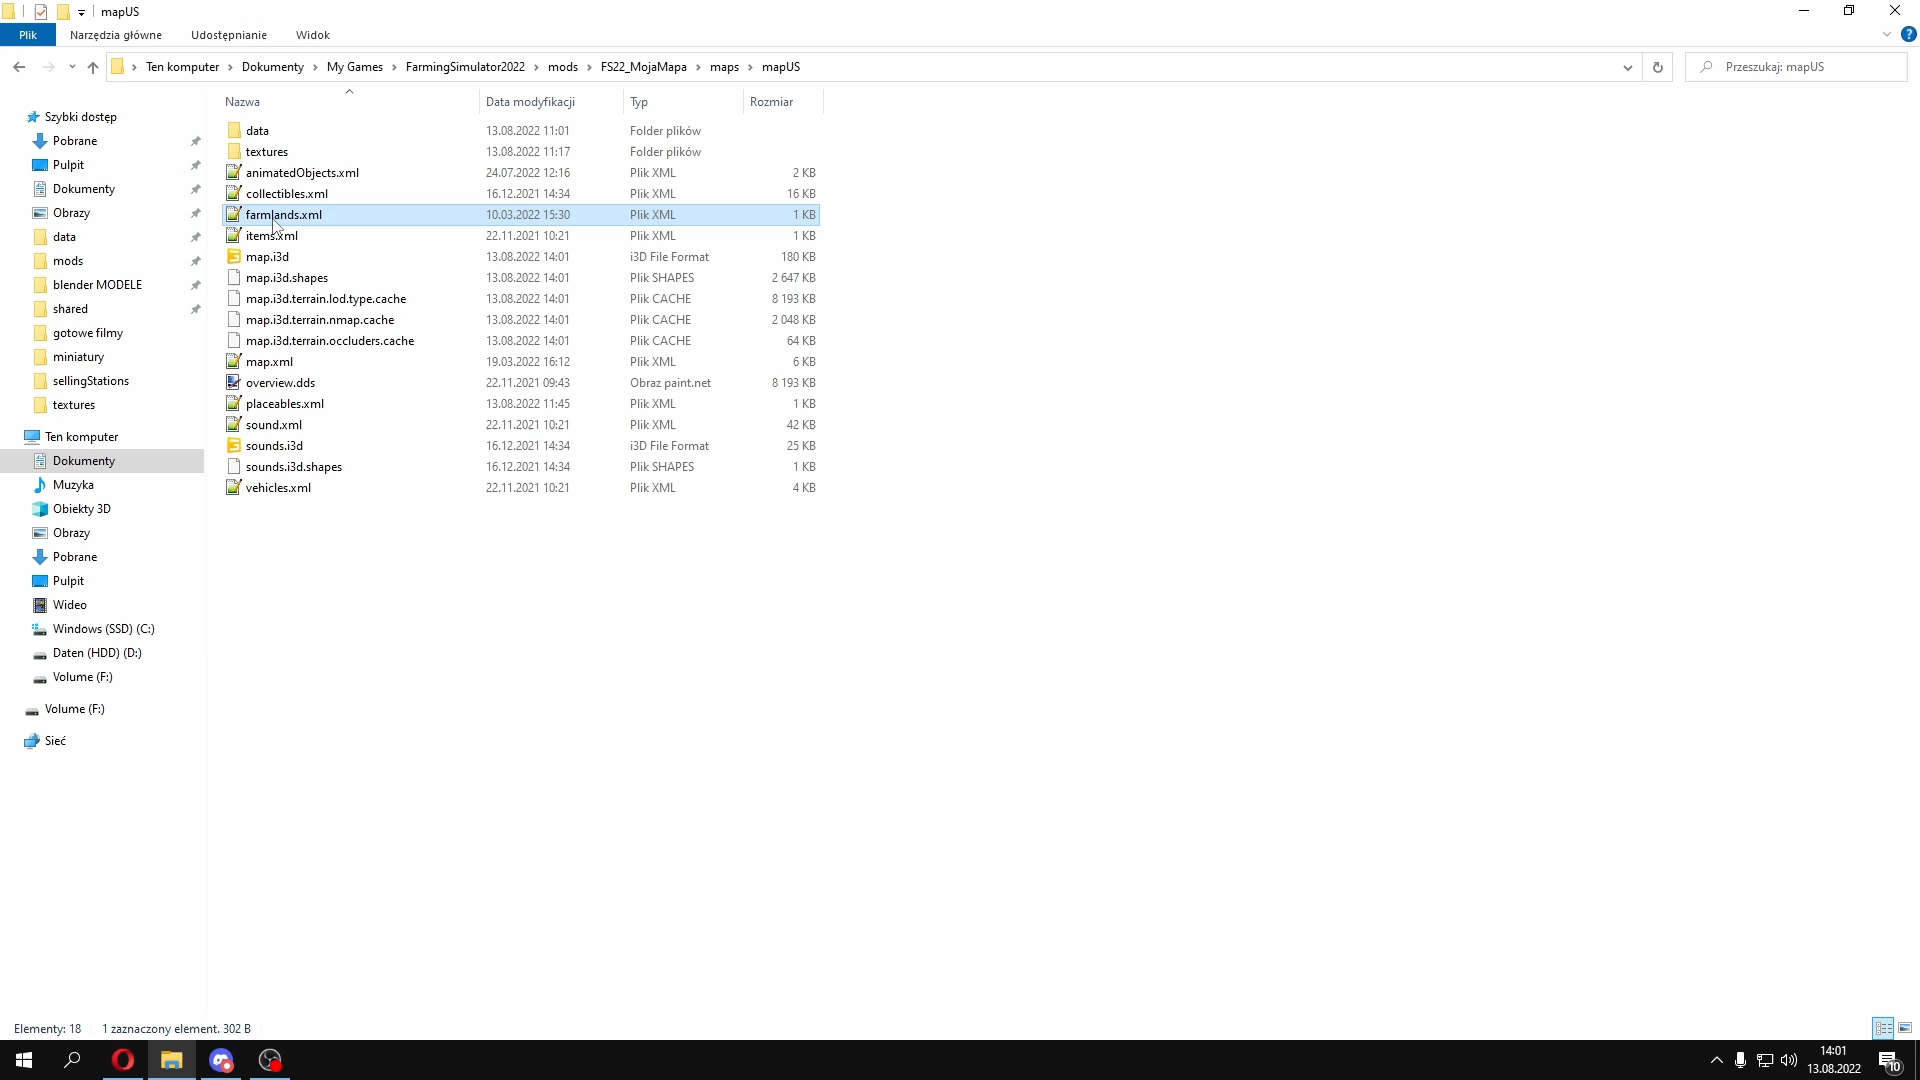 mapUS
Plik Narzędzia główne Udostępnianie Widok
Ten komputer Dokumenty My Games FarmingSimulator2022 mods FS22_MojaMapa maps mapUS
Przeszukaj: mapUS
Nazwa Data modyfikacji Typ Rozmiar
Szybki dostęp
Pobrane
Pulpit
Dokumenty
Obrazy
data
mods
blender MODELE
shared
gotowe filmy
miniatury
sellingStations
textures
Ten komputer
Dokumenty
Muzyka
Obiekty 3D
Obrazy
Pobrane
Pulpit
Wideo
Windows (SSD) (C:)
Daten (HDD) (D:)
Volume (F:)
Volume (F:)
Sieć
data 13.08.2022 11:01 Folder plików
textures 13.08.2022 11:17 Folder plików
animatedObjects.xml 24.07.2022 12:16 Plik XML 2 KB
collectibles.xml 16.12.2021 14:34 Plik XML 16 KB
farmlands.xml 10.03.2022 15:30 Plik XML 1 KB
items.xml 22.11.2021 10:21 Plik XML 1 KB
map.i3d 13.08.2022 14:01 i3D File Format 180 KB
map.i3d.shapes 13.08.2022 14:01 Plik SHAPES 2 647 KB
map.i3d.terrain.lod.type.cache 13.08.2022 14:01 Plik CACHE 8 193 KB
map.i3d.terrain.nmap.cache 13.08.2022 14:01 Plik CACHE 2 048 KB
map.i3d.terrain.occluders.cache 13.08.2022 14:01 Plik CACHE 64 KB
map.xml 19.03.2022 16:12 Plik XML 6 KB
overview.dds 22.11.2021 09:43 Obraz paint.net 8 193 KB
placeables.xml 13.08.2022 11:45 Plik XML 1 KB
sound.xml 22.11.2021 10:21 Plik XML 42 KB
sounds.i3d 16.12.2021 14:34 i3D File Format 25 KB
sounds.i3d.shapes 16.12.2021 14:34 Plik SHAPES 1 KB
vehicles.xml 22.11.2021 10:21 Plik XML 4 KB
Elementy: 18 1 zaznaczony element. 302 B
14:01
13.08.2022
10